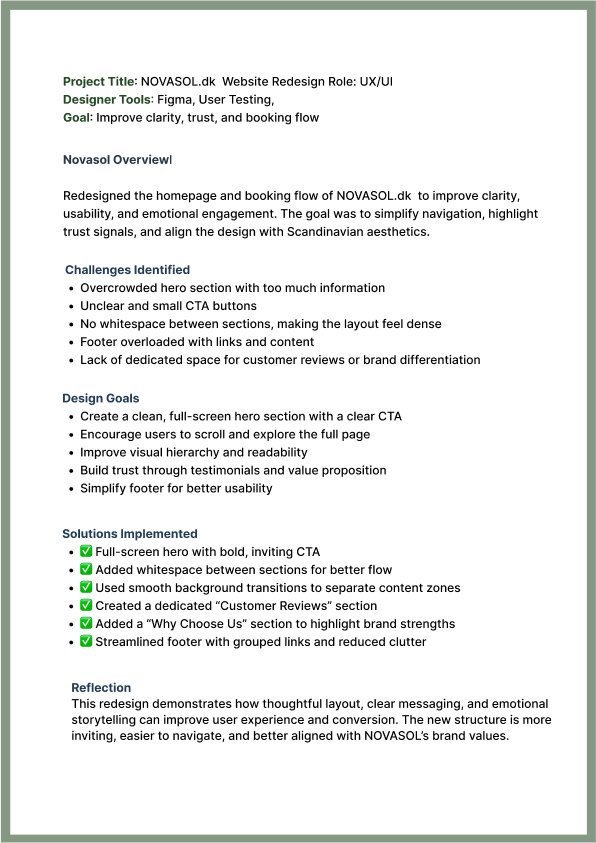 Project Title: NOVASOL.dk  Website Redesign Role: UX/UI
Designer Tools: Figma, User Testing,
Goal: Improve clarity, trust, and booking flow
Novasol Overviewl
Redesigned the homepage and booking flow of NOVASOL.dk  to improve clarity,
usability, and emotional engagement. The goal was to simplify navigation, highlight
trust signals, and align the design with Scandinavian aesthetics.
Challenges Identified
• Overcrowded hero section with too much information
• Unclear and small CTA buttons
• No whitespace between sections, making the layout feel dense
• Footer overloaded with links and content
• Lack of dedicated space for customer reviews or brand differentiation
Design Goals
• Create a clean, full-screen hero section with a clear CTA
• Encourage users to scroll and explore the full page
• Improve visual hierarchy and readability
• Build trust through testimonials and value proposition
• Simplify footer for better usability
Solutions Implemented
• ✅ Full-screen hero with bold, inviting CTA
• ✅ Added whitespace between sections for better flow
• ✅ Used smooth background transitions to separate content zones
• ✅ Created a dedicated “Customer Reviews” section
• ✅ Added a “Why Choose Us” section to highlight brand strengths
• ✅ Streamlined footer with grouped links and reduced clutter
Reflection
This redesign demonstrates how thoughtful layout, clear messaging, and emotional
storytelling can improve user experience and conversion. The new structure is more
inviting, easier to navigate, and better aligned with NOVASOL’s brand values.